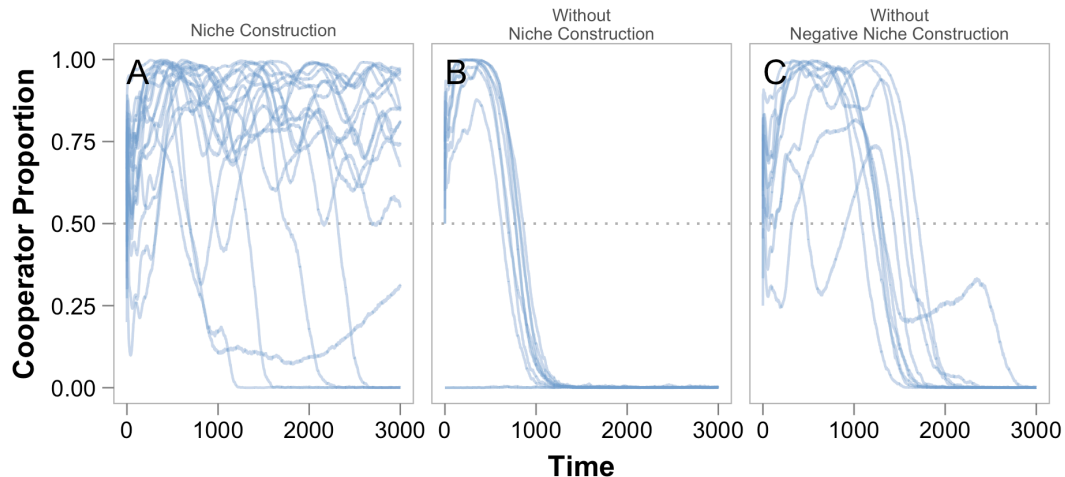 Niche Construction
Without
Niche Construction
Without
Negative Niche Construction
A
B
C
Cooperator Proportion
1.00
0.75
0.50
0.25
0.00
0 1000 2000 3000
0 1000 2000 3000
0 1000 2000 3000
Time